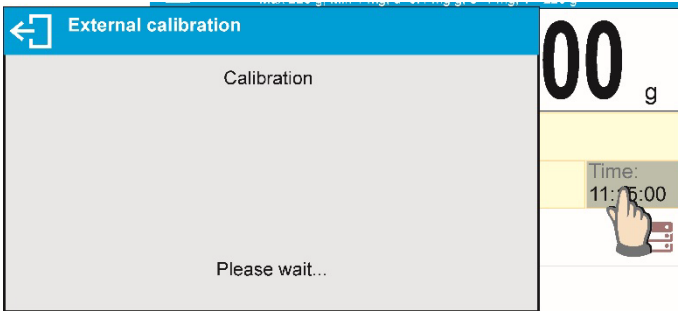 External calibration
Calibration
00 g
Time:
Please wait...